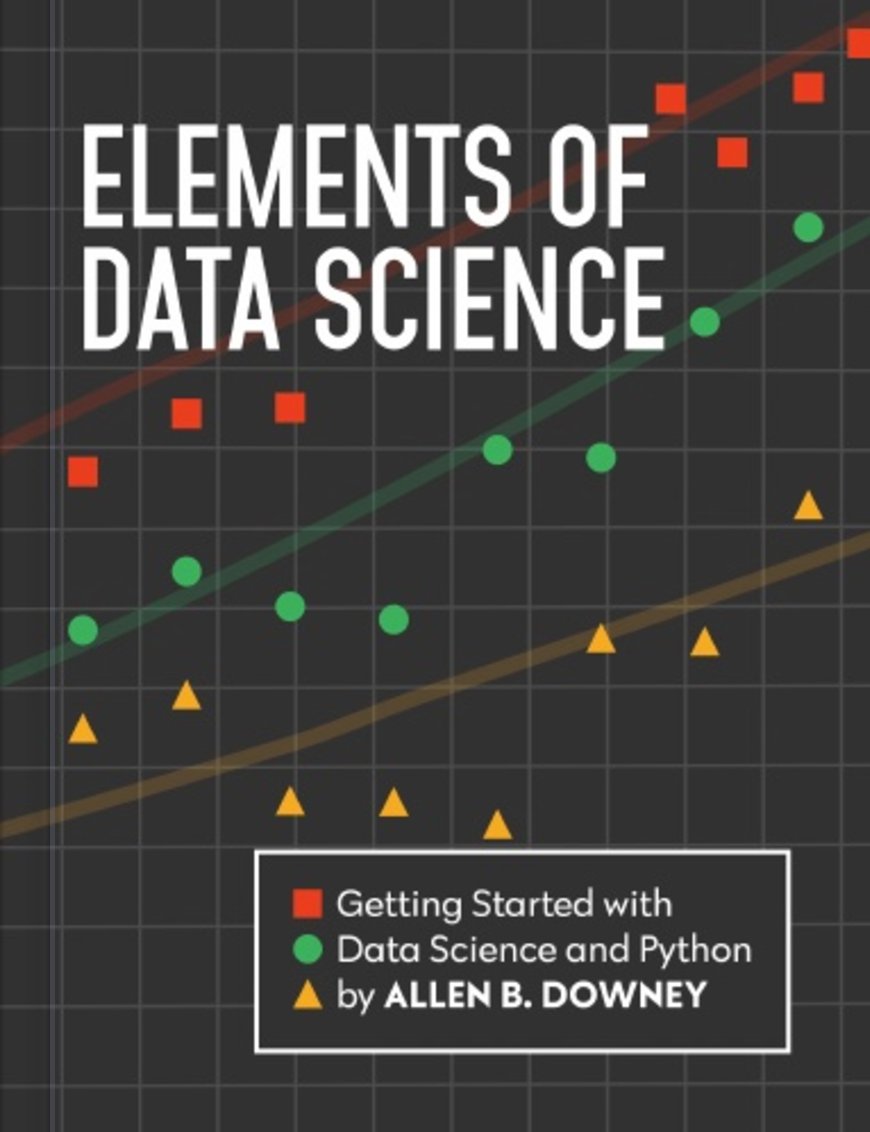 ELEMENTS OF
DATA SCIENCE
Getting Started with
Data Science and Python
by ALLEN B. DOWNEY